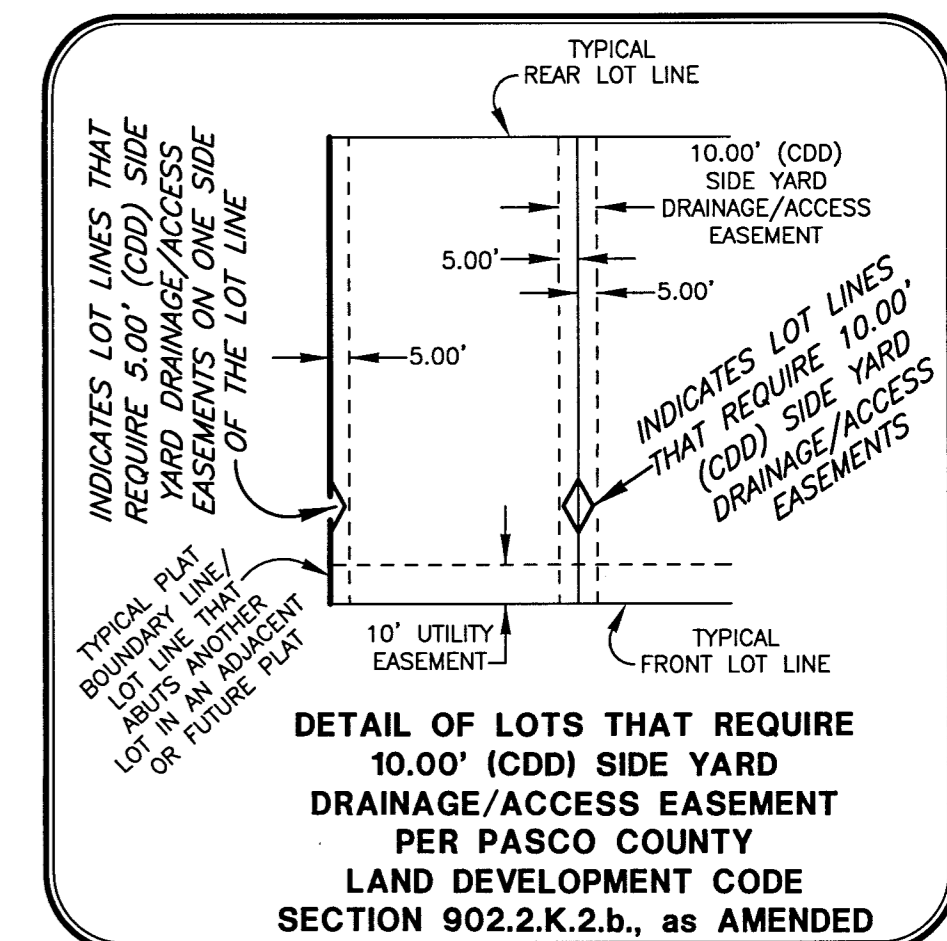 TYPICAL
REAR LOT LINE
INDICATES LOT LINES THAT
REQUIRE 5.00' (CDD) SIDE
YARD DRAINAGE/ACCESS
EASEMENTS ON ONE SIDE
OF THE LOT LINE
10.00' (CDD)
SIDE YARD
DRAINAGE/ACCESS
EASEMENT
5.00'
5.00'
5.00'
INDICATES LOT LINES
THAT REQUIRE 10.00'
(CDD) SIDE YARD
DRAINAGE/ACCESS
EASEMENTS
TYPICAL PLAT
BOUNDARY LINE/
LOT LINE THAT
ABUTS ANOTHER
LOT IN AN ADJACENT
OR FUTURE PLAT
10' UTILITY
EASEMENT
TYPICAL
FRONT LOT LINE
DETAIL OF LOTS THAT REQUIRE
10.00' (CDD) SIDE YARD
DRAINAGE/ACCESS EASEMENT
PER PASCO COUNTY
LAND DEVELOPMENT CODE
SECTION 902.2.K.2.b., as AMENDED